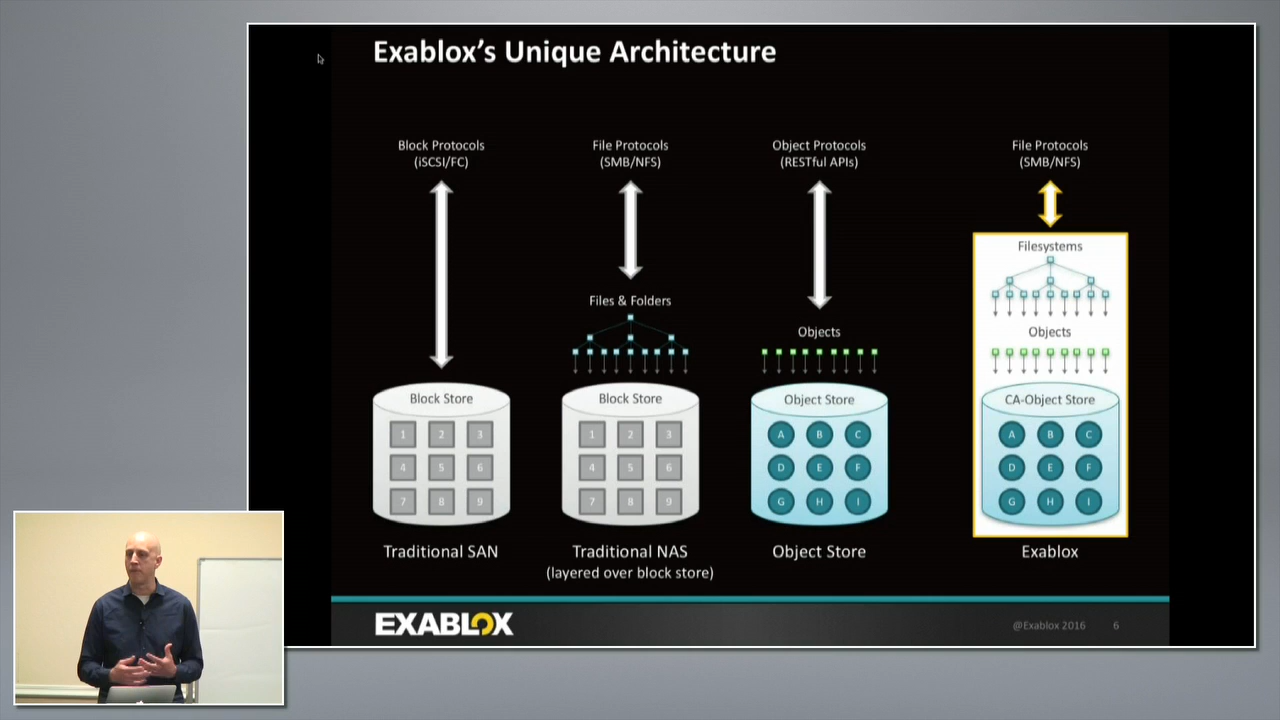 Exablox's Unique Architecture
Block Protocols
(iSCSI/FC)
File Protocols
(SMB/NFS)
Object Protocols
(RESTful APIs)
File Protocols
(SMB/NFS)
Filesystems
Files & Folders
Objects
Objects
Block Store
Block Store
Object Store
CA-Object Store
1 2 3
4 5 6
7 8 9
1 2 3
4 5 6
7 8 9
A B C
D E F
G H I
A B C
D E F
G H I
Traditional SAN
Traditional NAS
(layered over block store)
Object Store
Exablox
EXABLOX
@Exablox 2016
6